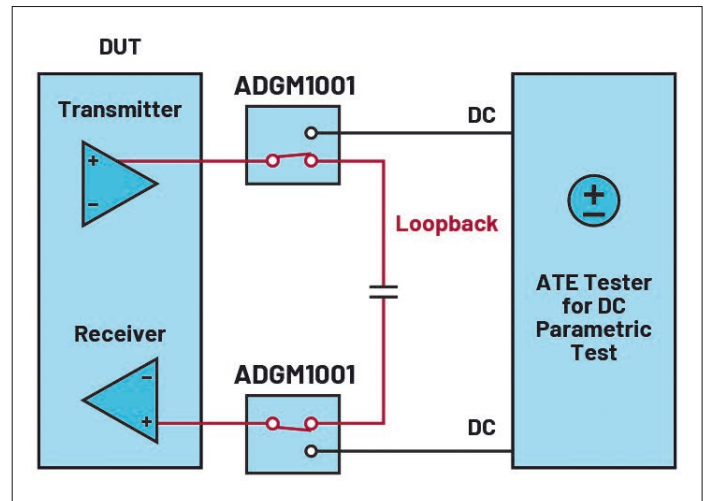 DUT
Transmitter
+
−
ADGM1001
DC
Loopback
+
−
ATE Tester
for DC
Parametric
Test
Receiver
−
+
ADGM1001
DC